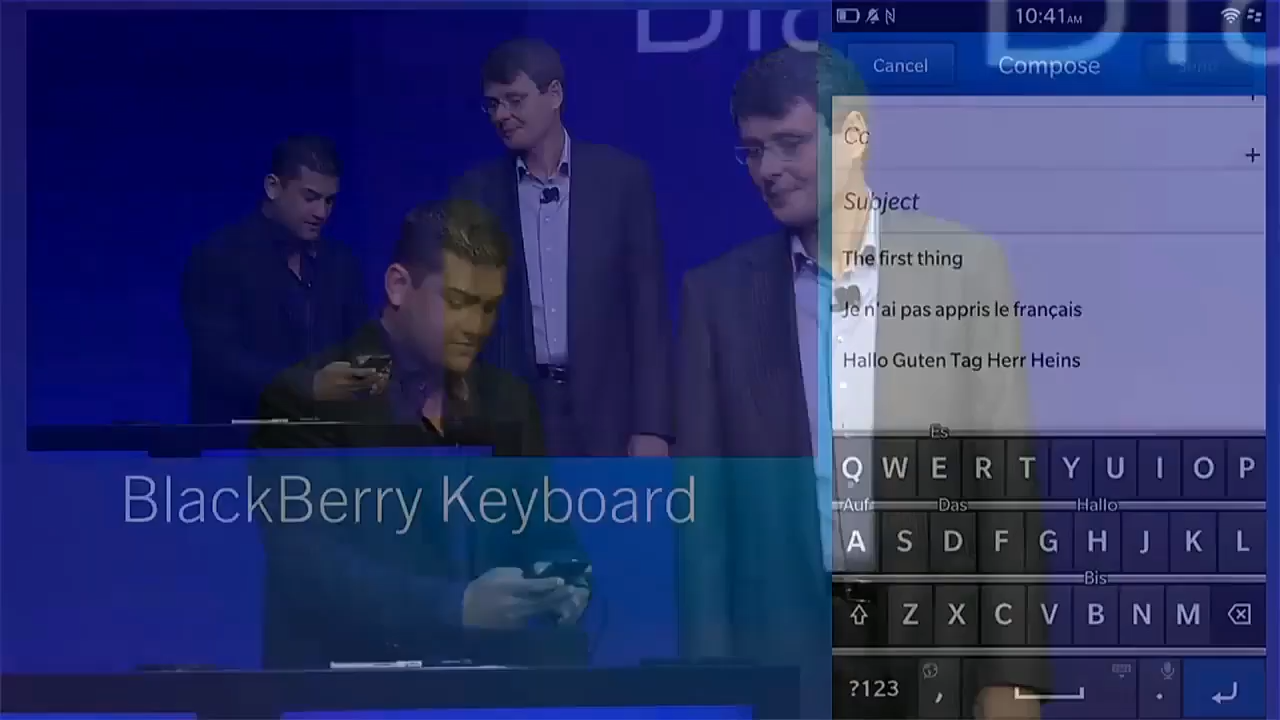 10:41AM
Cancel
Compose
Cc
Subject
The first thing
Je n'ai pas appris le français
Hallo Guten Tag Herr Heins
Es
Q W E R T Y U I O P
Auf Das Hallo
A S D F G H J K L
Bis
Z X C V B N M
?123 , .
BlackBerry Keyboard